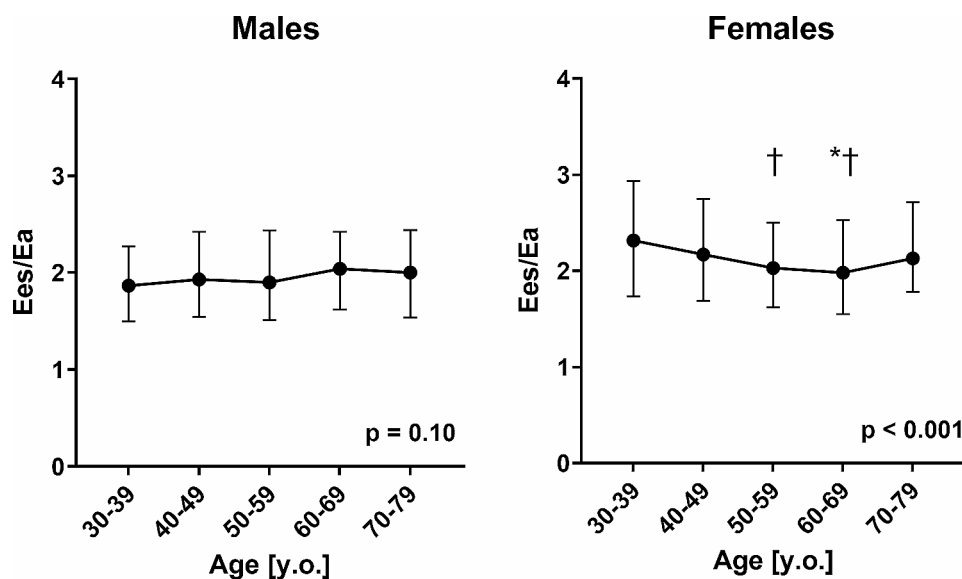 Males
4
3
2
1
0
Ees/Ea
p = 0.10
30-39
40-49
50-59
60-69
70-79
Age [y.o.]
Females
4
3
2
1
0
Ees/Ea
†
*†
p < 0.001
30-39
40-49
50-59
60-69
70-79
Age [y.o.]